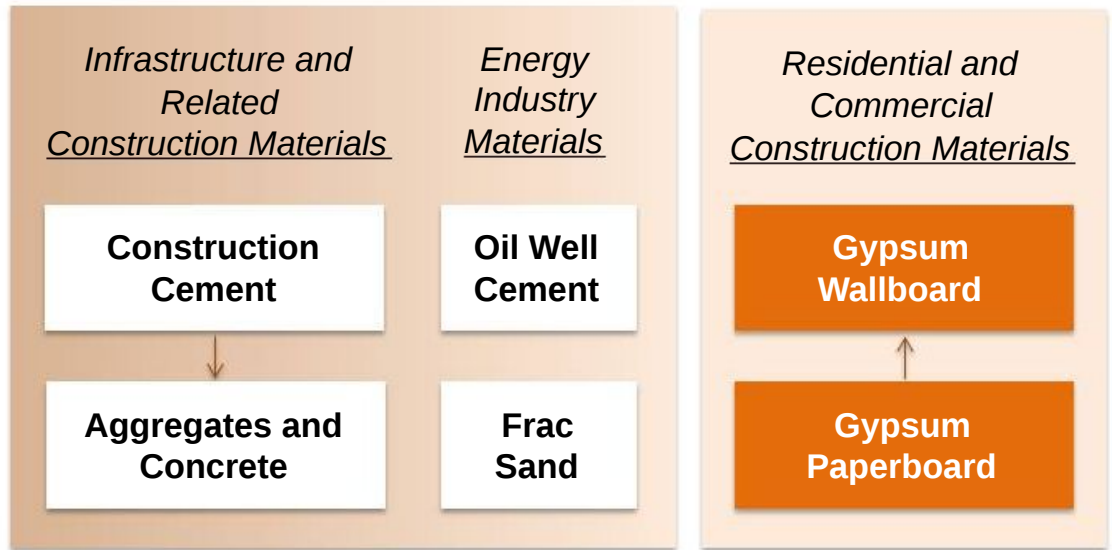 Infrastructure and
Related
Construction Materials
Construction
Cement
Aggregates and
Concrete
Energy
Industry
Materials
Oil Well
Cement
Frac
Sand
Residential and
Commercial
Construction Materials
Gypsum
Wallboard
Gypsum
Paperboard